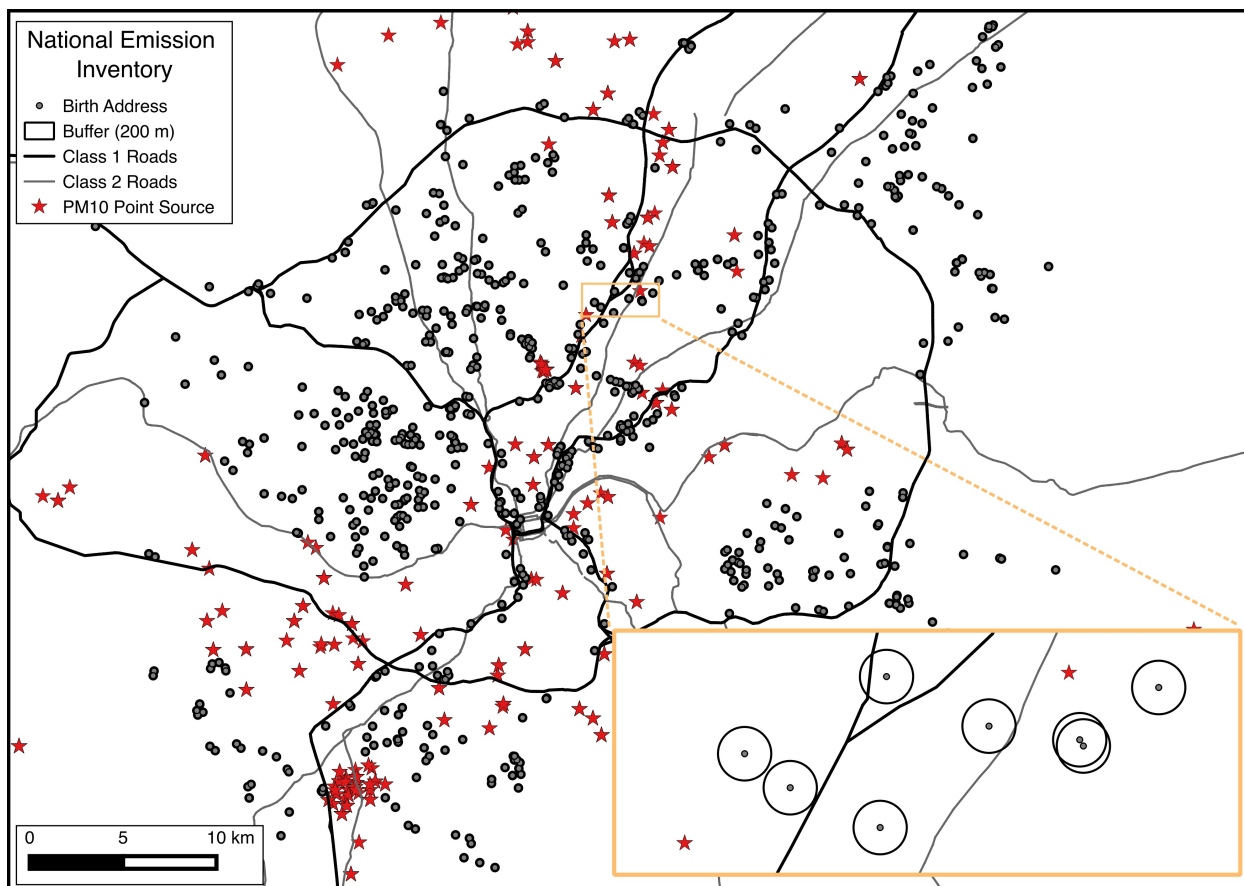 National Emission
Inventory
Birth Address
Buffer (200 m)
Class 1 Roads
Class 2 Roads
PM10 Point Source
0 5 10 km